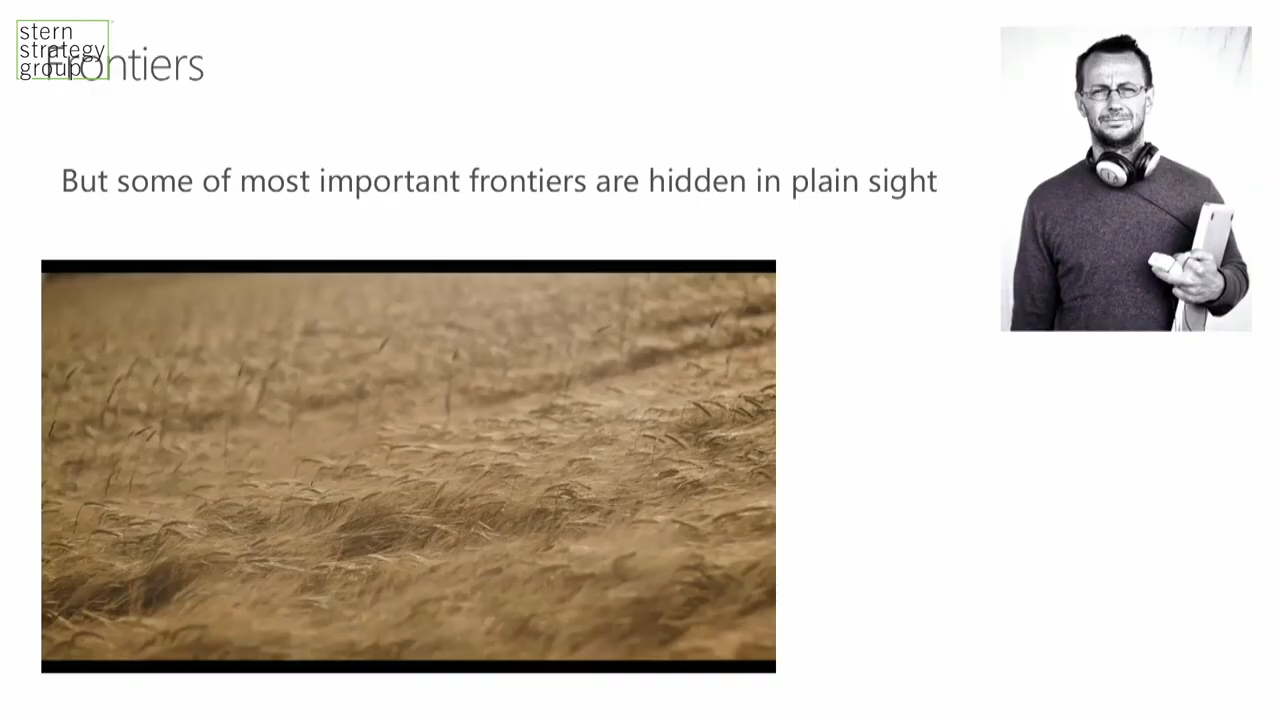 stern
strategy
group
Frontiers
But some of most important frontiers are hidden in plain sight